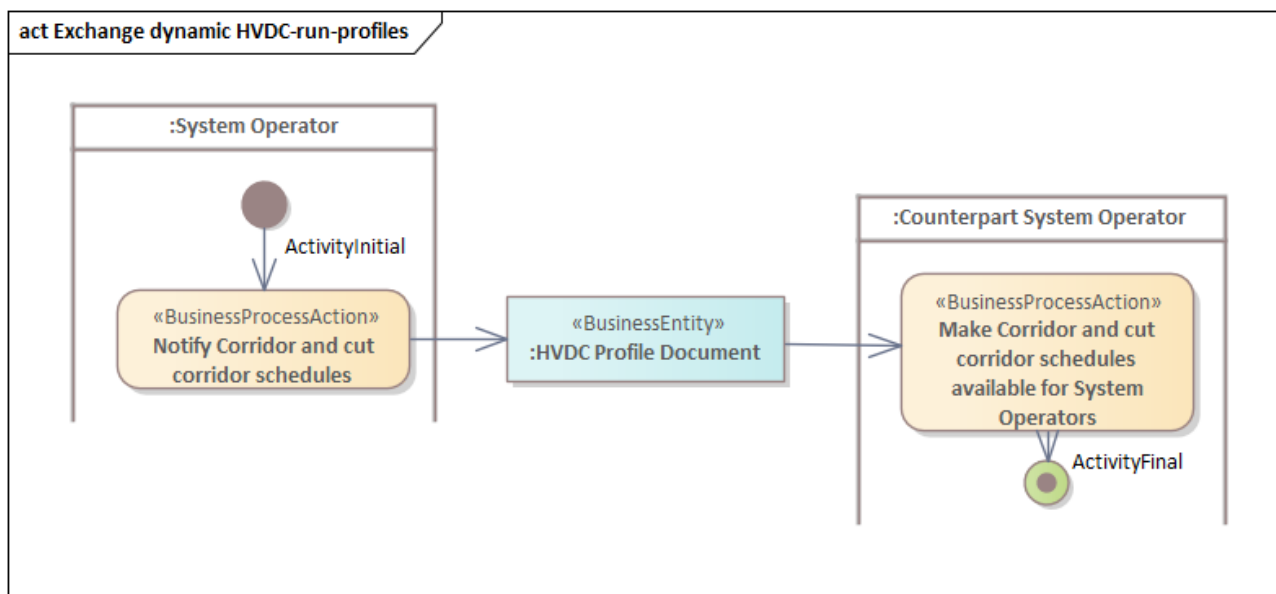 act Exchange dynamic HVDC-run-profiles
:System Operator
ActivityInitial
«BusinessProcessAction»
Notify Corridor and cut
corridor schedules
«BusinessEntity»
:HVDC Profile Document
:Counterpart System Operator
«BusinessProcessAction»
Make Corridor and cut
corridor schedules
available for System
Operators
ActivityFinal